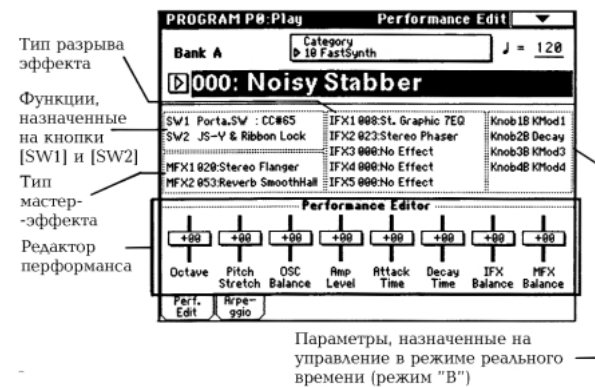 PROGRAM P0:Play Performance Edit
Bank A
Category
10 FastSynth
♩ = 120
000: Noisy Stabber
SW1 Porta.SW :CC#65
SW2 JS-Y & Ribbon Lock
MFX1 020:Stereo Flanger
MFX2 053:Reverb SmoothHall
IFX1 008:St. Graphic 7EQ
IFX2 023:Stereo Phaser
IFX3 000:No Effect
IFX4 000:No Effect
IFX5 000:No Effect
Knob1B KMod1
Knob2B Decay
Knob3B KMod3
Knob4B KMod4
Performance Editor
+00 +00 +00 +00 +00 +00 +00 +00
Octave Pitch Stretch OSC Balance Amp Level Attack Time Decay Time IFX Balance MFX Balance
Perf. Edit
Arpe-
ggio
Тип разрыва
эффекта
Функции,
назначенные
на кнопки
[SW1] и [SW2]
Тип
мастер-
-эффекта
Редактор
перформанса
Параметры, назначенные на
управление в режиме реального
времени (режим "B")